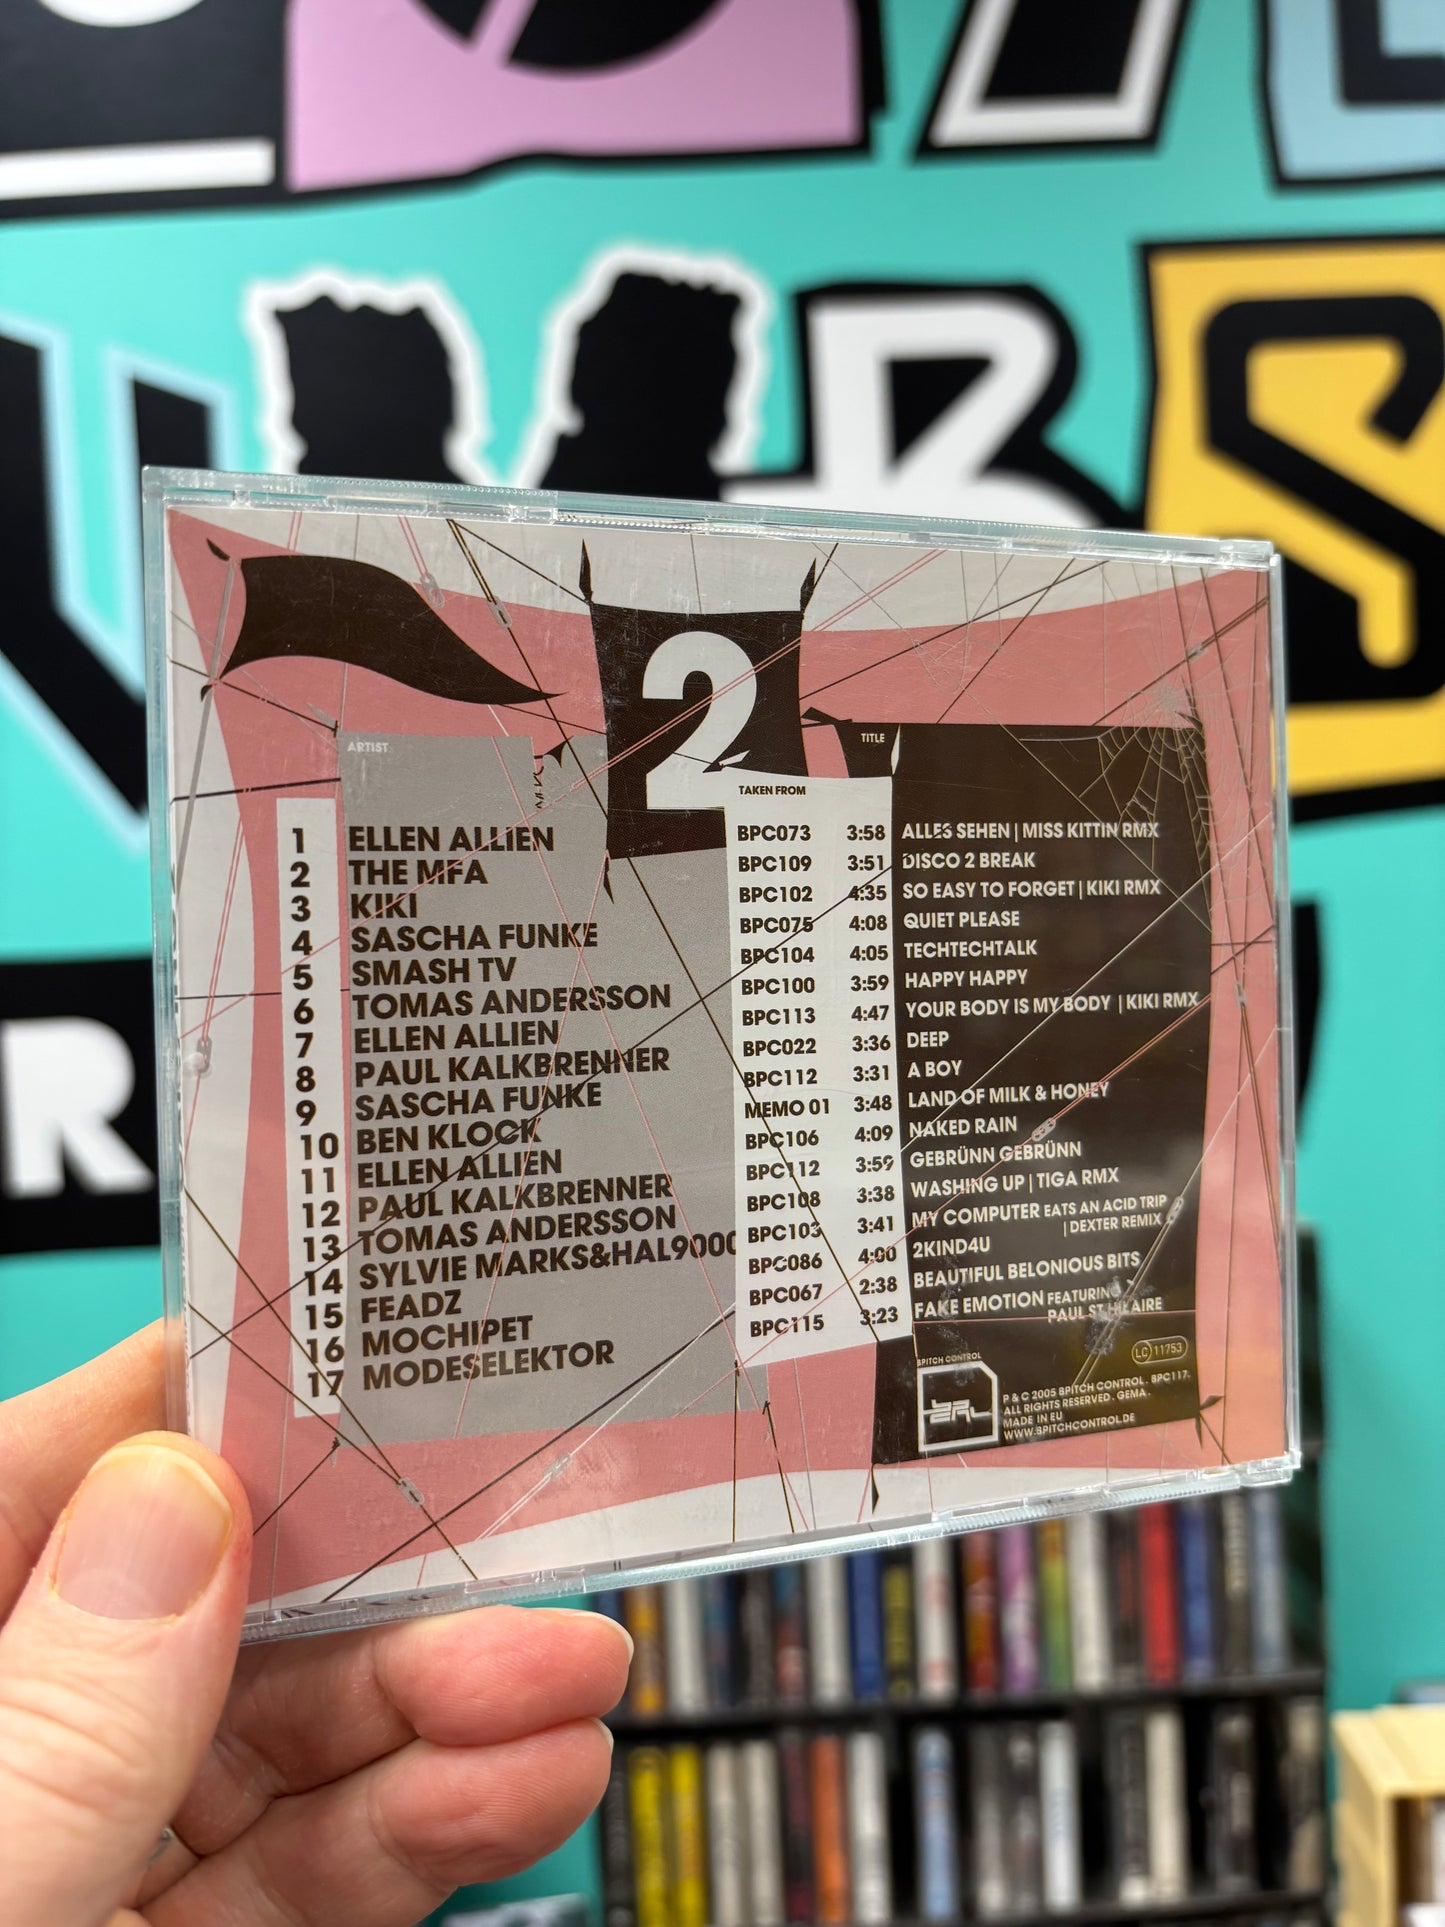 2
ARTIST
TITLE
TAKEN FROM
1 ELLEN ALLIEN BPC073 3:58 ALLES SEHEN | MISS KITTIN RMX
2 THE MFA BPC109 3:51 DISCO 2 BREAK
3 KIKI BPC102 4:35 SO EASY TO FORGET | KIKI RMX
4 SASCHA FUNKE BPC075 4:08 QUIET PLEASE
5 SMASH TV BPC104 4:05 TECHTECHTALK
6 TOMAS ANDERSSON BPC100 3:59 HAPPY HAPPY
7 ELLEN ALLIEN BPC113 4:47 YOUR BODY IS MY BODY | KIKI RMX
8 PAUL KALKBRENNER BPC022 3:36 DEEP
9 SASCHA FUNKE BPC112 3:31 A BOY
10 BEN KLOCK MEMO 01 3:48 LAND OF MILK & HONEY
11 ELLEN ALLIEN BPC106 4:09 NAKED RAIN
12 PAUL KALKBRENNER BPC112 3:59 GEBRÜNN GEBRÜNN
13 TOMAS ANDERSSON BPC108 3:38 WASHING UP | TIGA RMX
14 SYLVIE MARKS&HAL9000 BPC103 3:41 MY COMPUTER EATS AN ACID TRIP
| DEXTER REMIX
15 FEADZ BPC086 4:00 2KIND4U
16 MOCHIPET BPC067 2:38 BEAUTIFUL BELONIOUS BITS
17 MODESELEKTOR BPC115 3:23 FAKE EMOTION FEATURING
PAUL ST HILAIRE
BPITCH CONTROL
LC 11753
P & C 2005 BPITCH CONTROL . BPC117.
ALL RIGHTS RESERVED . GEMA .
MADE IN EU
WWW.BPITCHCONTROL.DE